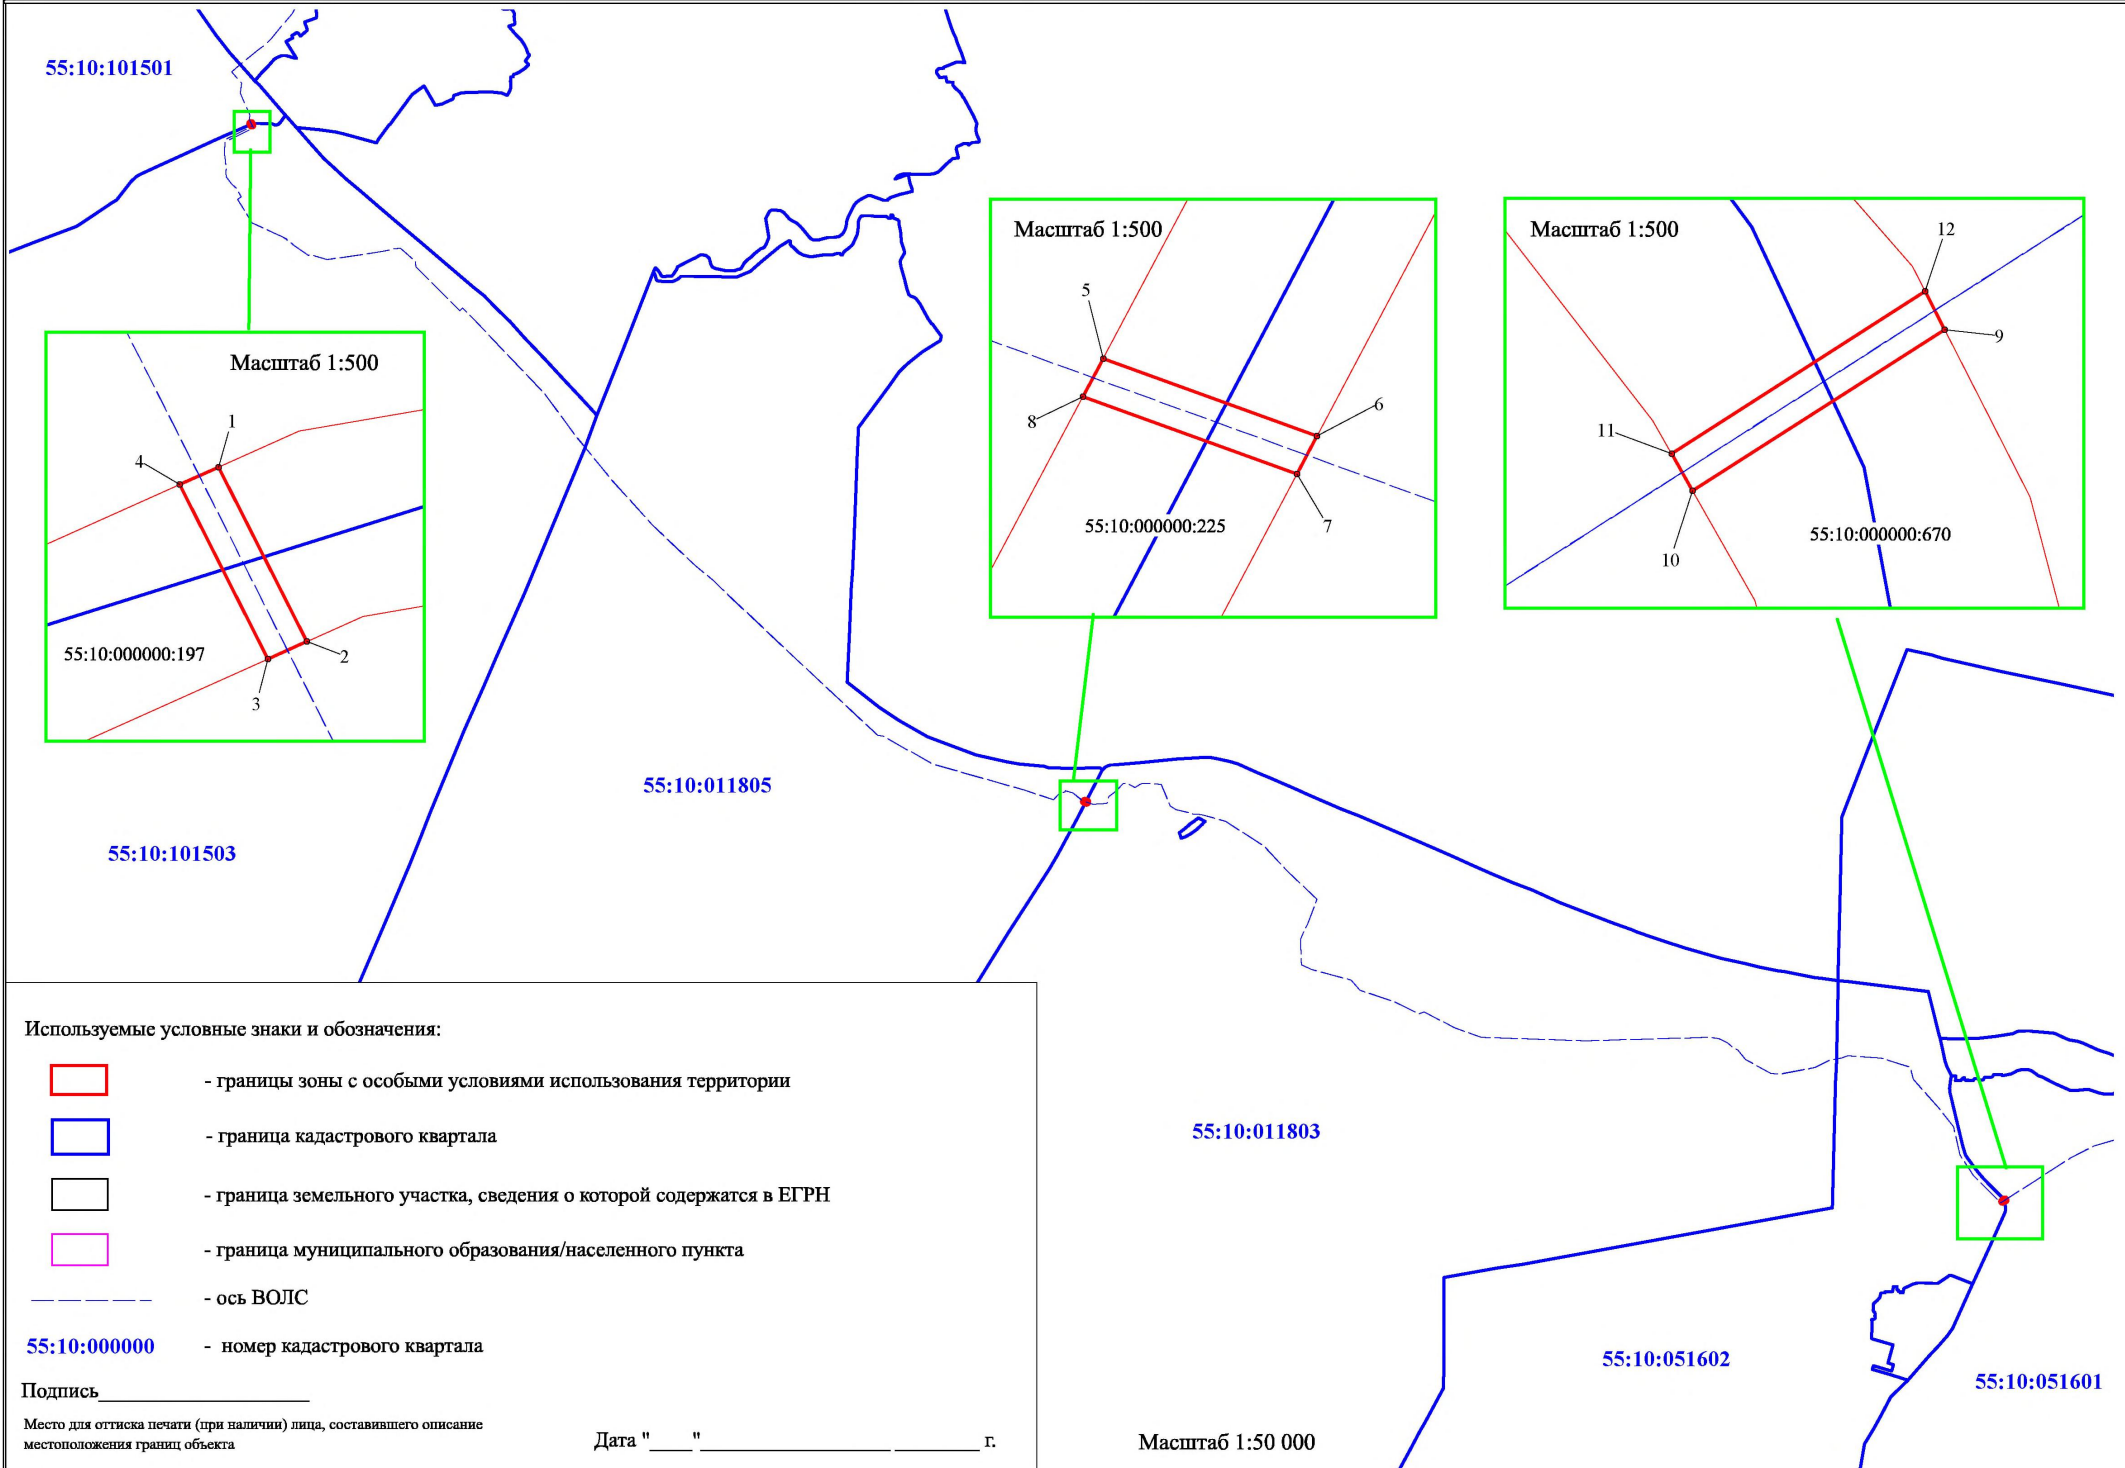 55:10:101501
Масштаб 1:500
1
4
2
3
55:10:000000:197
Масштаб 1:500
5
6
8
7
55:10:000000:225
Масштаб 1:500
12
9
11
10
55:10:000000:670
55:10:011805
55:10:101503
55:10:011803
55:10:051602
55:10:051601
Используемые условные знаки и обозначения:
- границы зоны с особыми условиями использования территории
- граница кадастрового квартала
- граница земельного участка, сведения о которой содержатся в ЕГРН
- граница муниципального образования/населенного пункта
- ось ВОЛС
55:10:000000 - номер кадастрового квартала
Подпись____________________
Место для оттиска печати (при наличии) лица, составившего описание
местоположения границ объекта
Дата "____"__________________ ________ г.
Масштаб 1:50 000